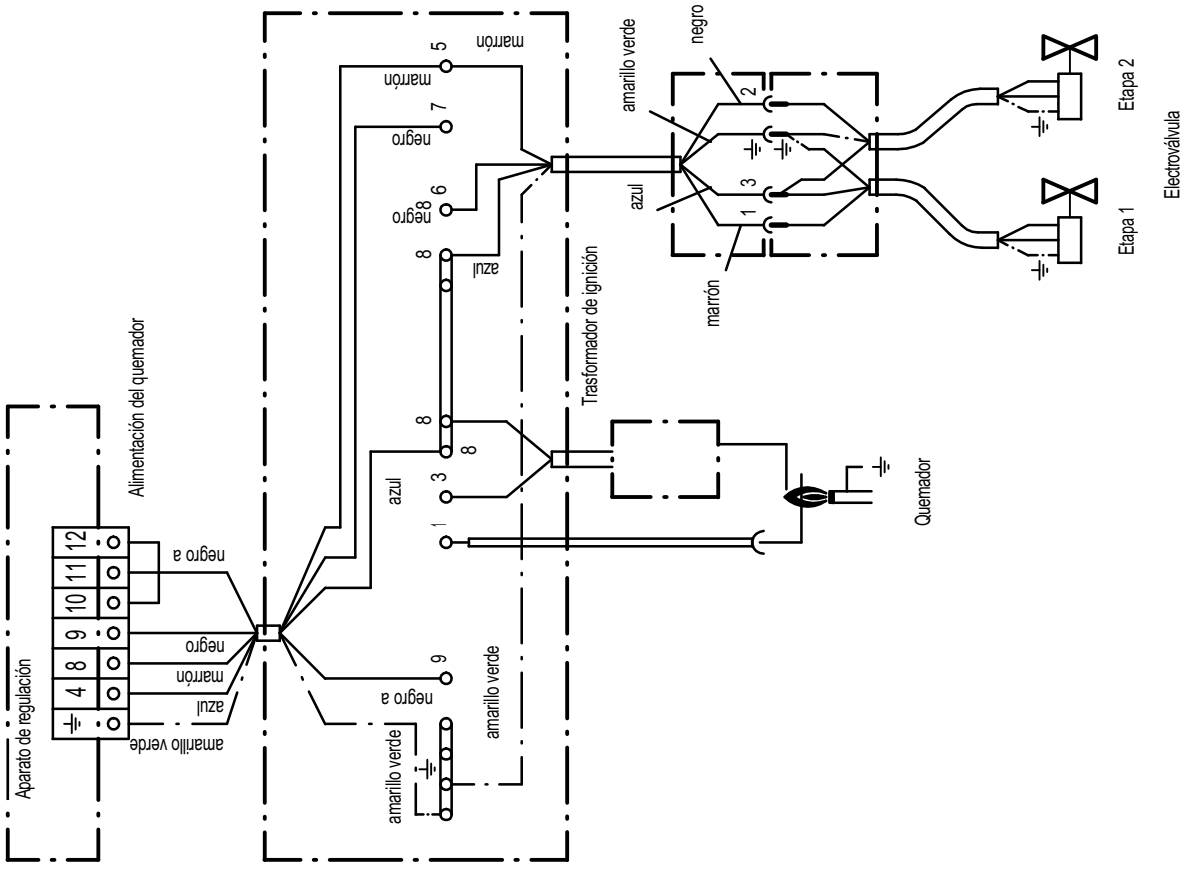 Aparato de regulación
4 8 9 10 11 12
Alimentación del quemador
amarillo verde
azul
marrón
negro
negro a
amarillo verde
negro a
9
amarillo verde
1
3
azul
8
8
8
azul
negro
8
6
negro
7
marrón
5
marrón
Trasformador de ignición
Quemador
marrón
azul
amarillo verde
negro
1
3
2
Etapa 1
Etapa 2
Electroválvula